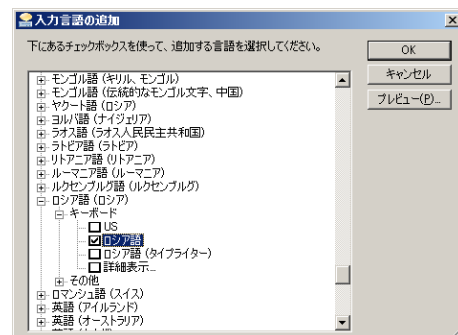 入力言語の追加
下にあるチェックボックスを使って、追加する言語を選択してください。
OK
キャンセル
プレビュー(P)...
モンゴル語 (キリル、モンゴル)
モンゴル語 (伝統的なモンゴル文字、中国)
ヤクート語 (ロシア)
ヨルバ語 (ナイジェリア)
ラオス語 (ラオス人民民主共和国)
ラトビア語 (ラトビア)
リトアニア語 (リトアニア)
ルーマニア語 (ルーマニア)
ルクセンブルグ語 (ルクセンブルグ)
ロシア語 (ロシア)
キーボード
US
ロシア語
ロシア語 (タイプライター)
詳細表示...
その他
ロマンシュ語 (スイス)
英語 (アイルランド)
英語 (オーストラリア)